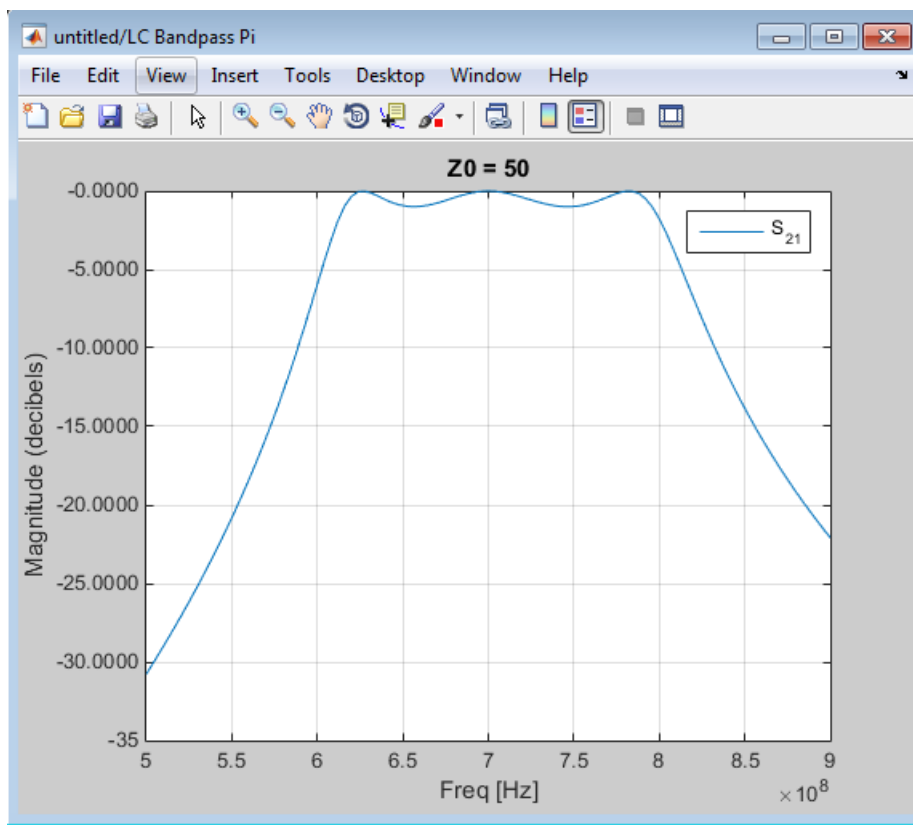 untitled/LC Bandpass Pi
File Edit View Insert Tools Desktop Window Help
Z0 = 50
-0.0000
-5.0000
-10.0000
-15.0000
-20.0000
-25.0000
-30.0000
-35
Magnitude (decibels)
S21
5 5.5 6 6.5 7 7.5 8 8.5 9
Freq [Hz]
×10^8